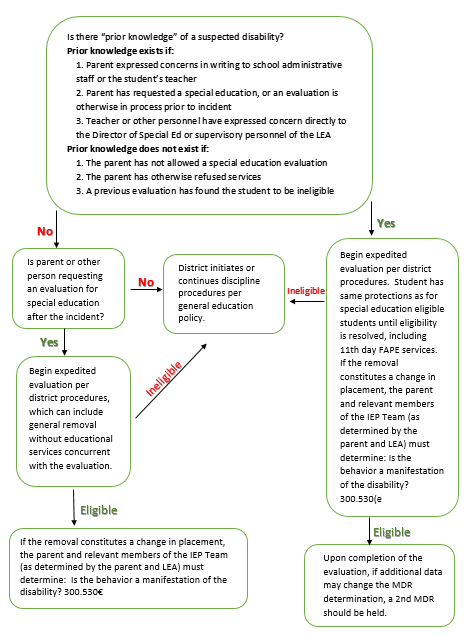 Is there “prior knowledge” of a suspected disability?
Prior knowledge exists if:
1. Parent expressed concerns in writing to school administrative
staff or the student’s teacher
2. Parent has requested a special education, or an evaluation is
otherwise in process prior to incident
3. Teacher or other personnel have expressed concern directly to
the Director of Special Ed or supervisory personnel of the LEA
Prior knowledge does not exist if:
1. The parent has not allowed a special education evaluation
2. The parent has otherwise refused services
3. A previous evaluation has found the student to be ineligible
No
Yes
Is parent or other
person requesting
an evaluation for
special education
after the incident?
No
District initiates or
continues discipline
procedures per
general education
policy.
Ineligible
Begin expedited
evaluation per district
procedures. Student has
same protections as for
special education eligible
students until eligibility
is resolved, including
11th day FAPE services.
If the removal
constitutes a change in
placement, the parent
and relevant members
of the IEP Team (as
determined by the
parent and LEA) must
determine: Is the
behavior a manifestation
of the disability?
300.530(e
Yes
Begin expedited
evaluation per
district procedures,
which can include
general removal
without educational
services concurrent
with the evaluation.
Ineligible
Eligible
Eligible
If the removal constitutes a change in placement,
the parent and relevant members of the IEP Team
(as determined by the parent and LEA) must
determine: Is the behavior a manifestation of the
disability? 300.530€
Upon completion of the
evaluation, if additional data
may change the MDR
determination, a 2nd MDR
should be held.